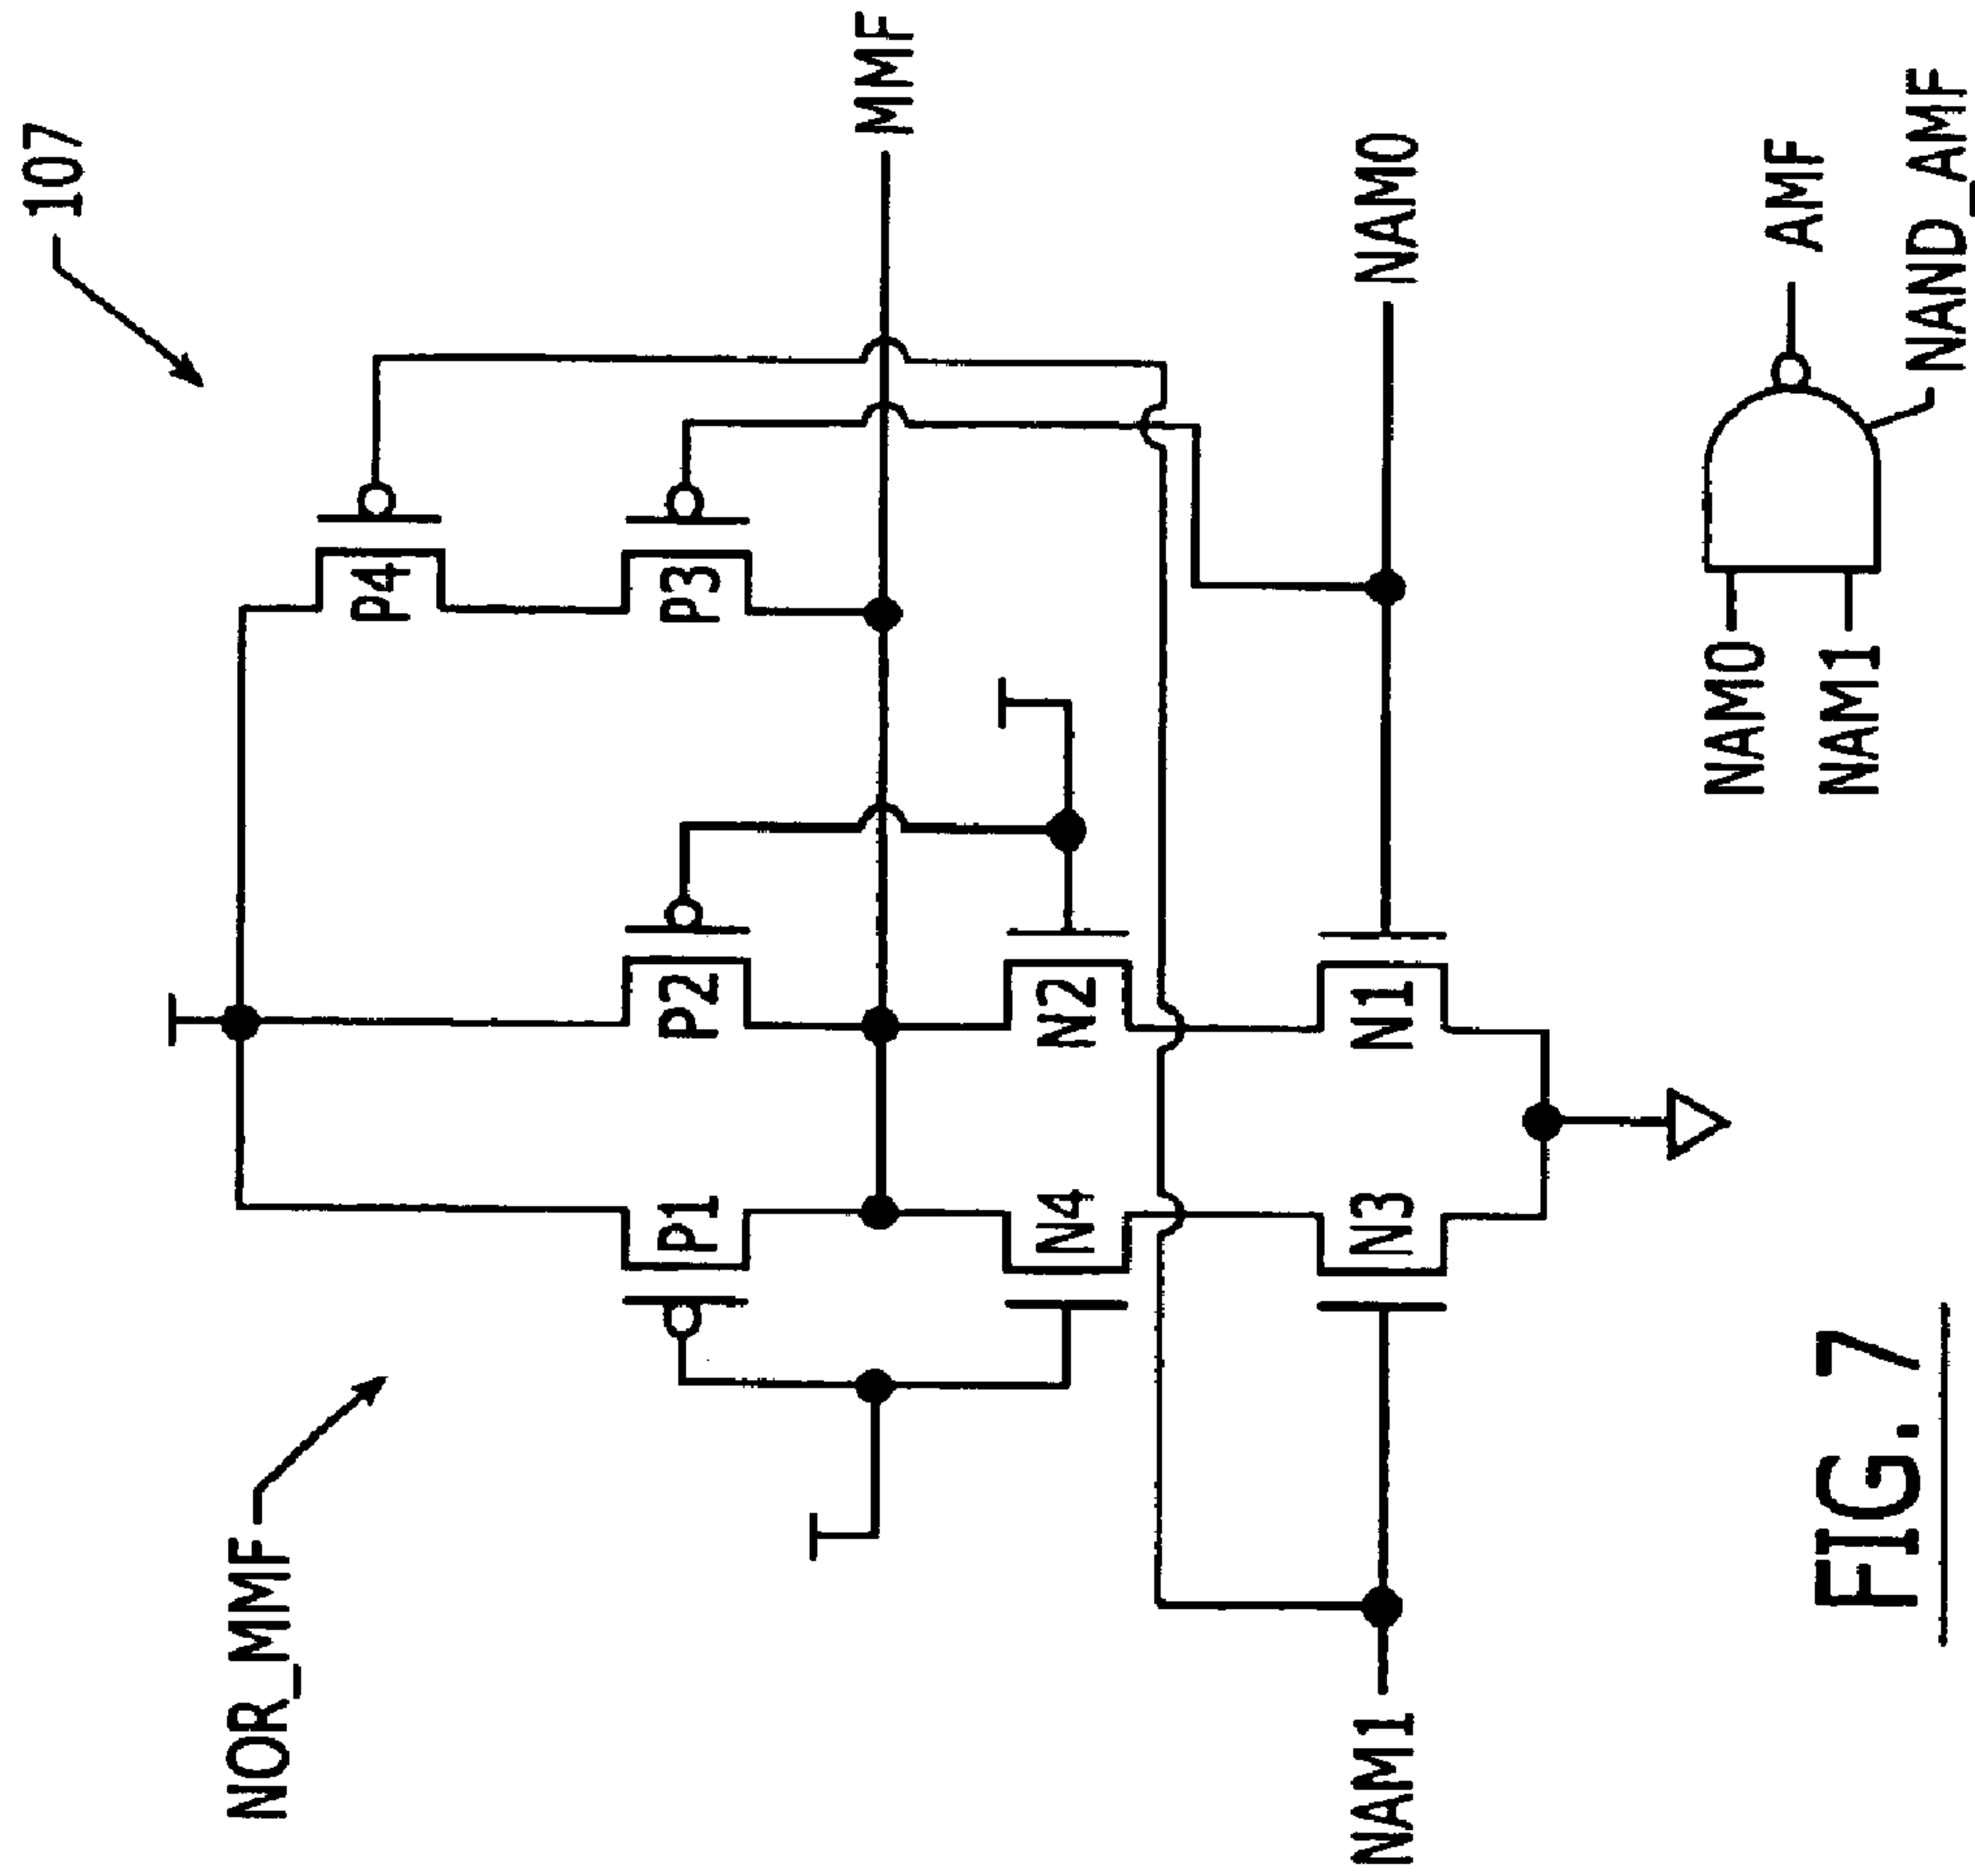 107
NOR_MMF
P4
P3
P2
P1
MMF
N2
N4
N1
N3
NAM0
NAM1
NAM0
NAM1
AMF
NAND_AMF
FIG. 7